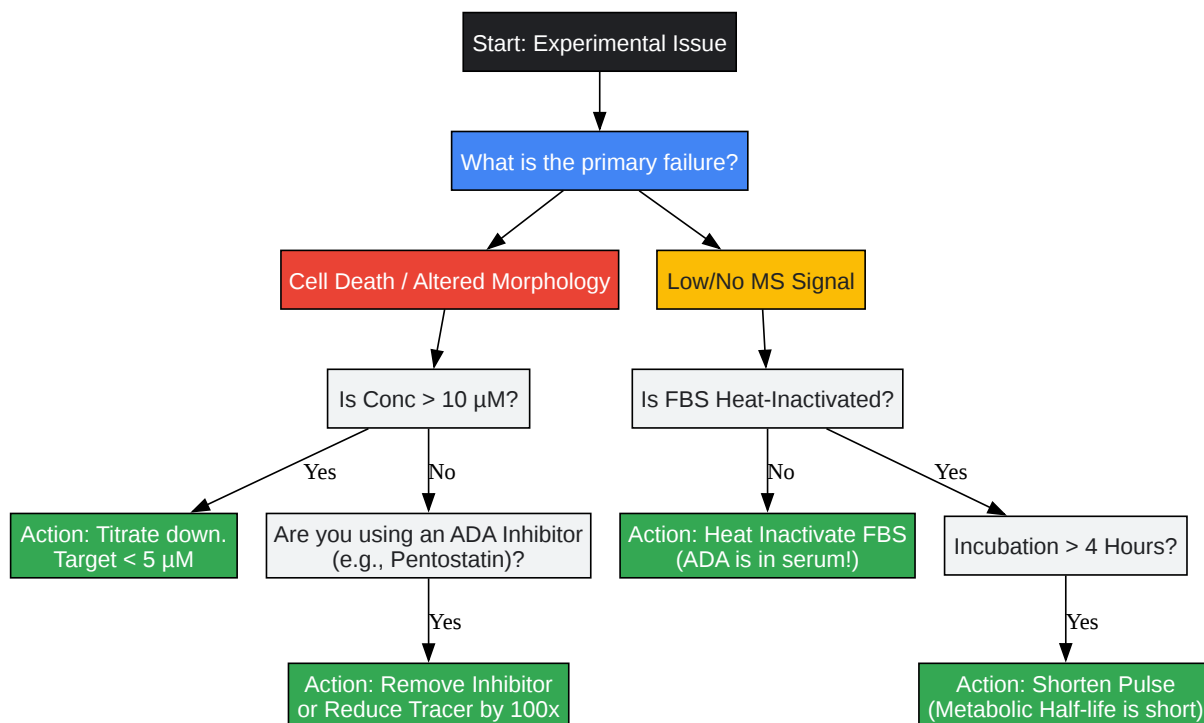 Start: Experimental Issue
What is the primary failure?
Cell Death / Altered Morphology
Low/No MS Signal
Is Conc > 10 µM?
Is FBS Heat-Inactivated?
Yes
No
No
Yes
Action: Titrate down.
Target < 5 µM
Are you using an ADA Inhibitor
(e.g., Pentostatin)?
Action: Heat Inactivate FBS
(ADA is in serum!)
Incubation > 4 Hours?
Yes
Yes
Action: Remove Inhibitor
or Reduce Tracer by 100x
Action: Shorten Pulse
(Metabolic Half-life is short)